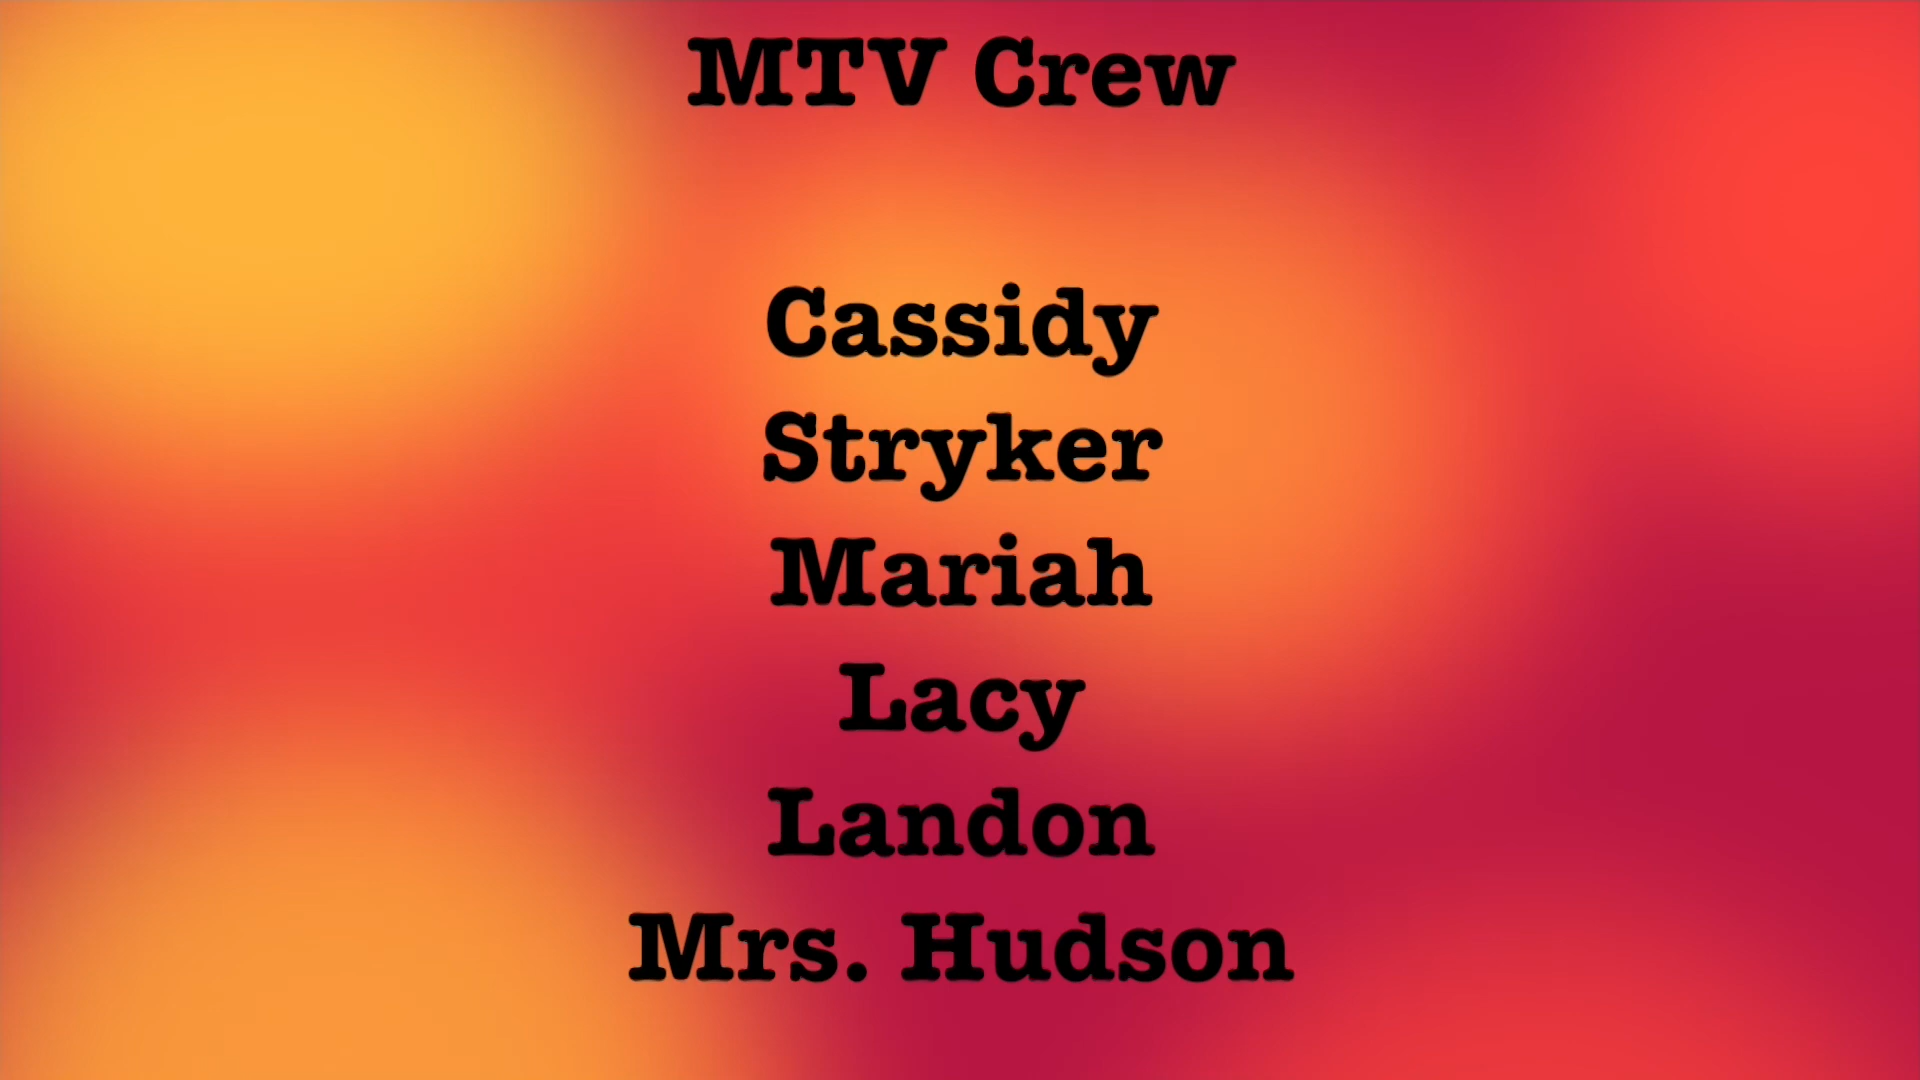 MTV Crew
Cassidy
Stryker
Mariah
Lacy
Landon
Mrs. Hudson